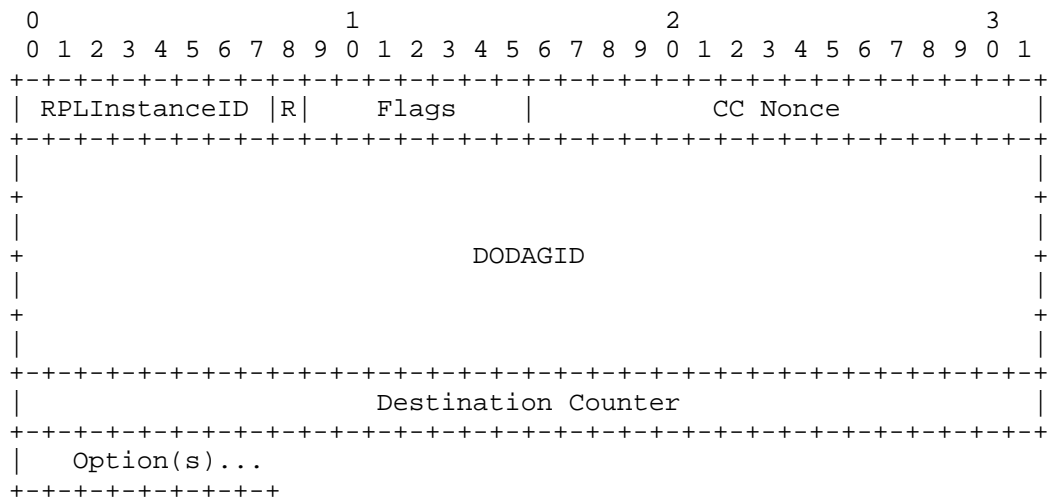 0                   1                   2                   3
 0 1 2 3 4 5 6 7 8 9 0 1 2 3 4 5 6 7 8 9 0 1 2 3 4 5 6 7 8 9 0 1
+-+-+-+-+-+-+-+-+-+-+-+-+-+-+-+-+-+-+-+-+-+-+-+-+-+-+-+-+-+-+-+-+
| RPLInstanceID |R|    Flags    |           CC Nonce            |
+-+-+-+-+-+-+-+-+-+-+-+-+-+-+-+-+-+-+-+-+-+-+-+-+-+-+-+-+-+-+-+-+
|                                                               |
+                                                               +
|                                                               |
+                            DODAGID                            +
|                                                               |
+                                                               +
|                                                               |
+-+-+-+-+-+-+-+-+-+-+-+-+-+-+-+-+-+-+-+-+-+-+-+-+-+-+-+-+-+-+-+-+
|                      Destination Counter                      |
+-+-+-+-+-+-+-+-+-+-+-+-+-+-+-+-+-+-+-+-+-+-+-+-+-+-+-+-+-+-+-+-+
|   Option(s)...
+-+-+-+-+-+-+-+-+